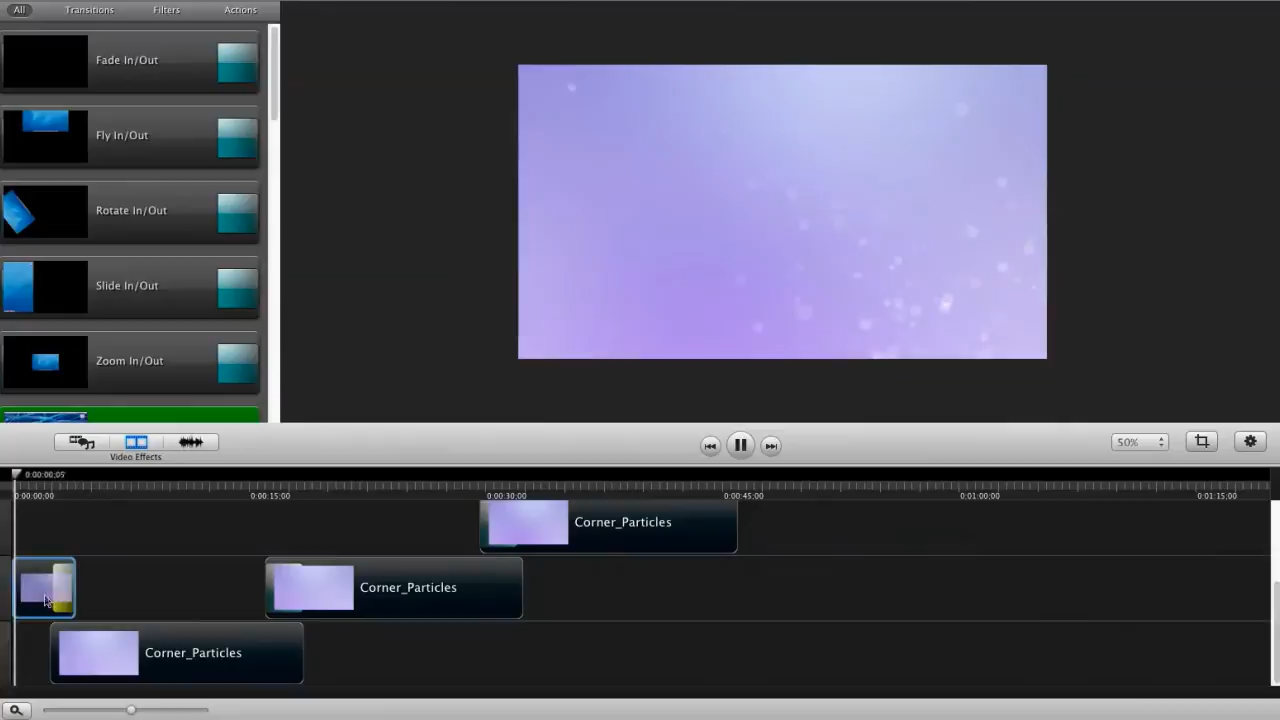 All Transitions Filters Actions
Fade In/Out
Fly In/Out
Rotate In/Out
Slide In/Out
Zoom In/Out
50%
Video Effects
0:00:00;05
0:00:00;00 0:00:15;00 0:00:30;00 0:00:45;00 0:01:00;00 0:01:15;00
Corner_Particles
Corner_Particles
Corner_Particles